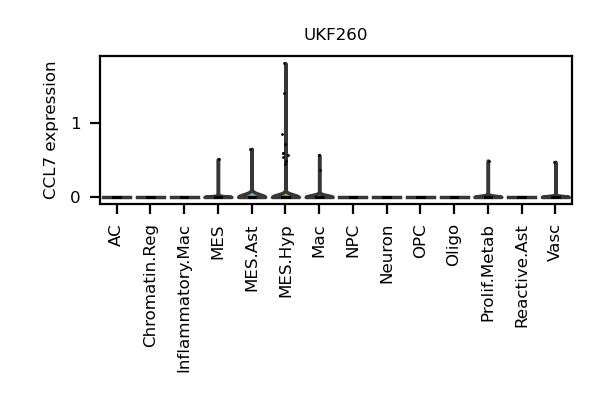 UKF260
CCL7 expression
1
0
AC
Chromatin.Reg
Inflammatory.Mac
MES
MES.Ast
MES.Hyp
Mac
NPC
Neuron
OPC
Oligo
Prolif.Metab
Reactive.Ast
Vasc